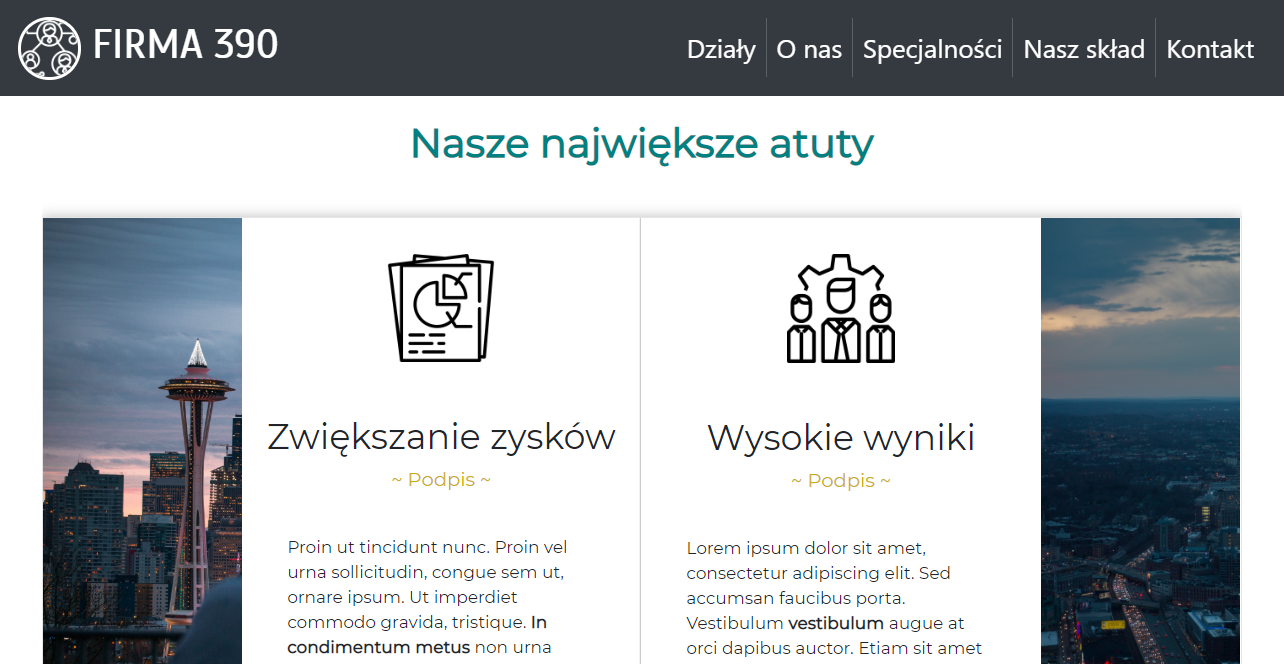 FIRMA 390
Działy
O nas
Specjalności
Nasz skład
Kontakt
Nasze największe atuty
Zwiększanie zysków
~ Podpis ~
Proin ut tincidunt nunc. Proin vel
urna sollicitudin, congue sem ut,
ornare ipsum. Ut imperdiet
commodo gravida, tristique. In
condimentum metus non urna
Wysokie wyniki
~ Podpis ~
Lorem ipsum dolor sit amet,
consectetur adipiscing elit. Sed
accumsan faucibus porta.
Vestibulum vestibulum augue at
orci dapibus auctor. Etiam sit amet